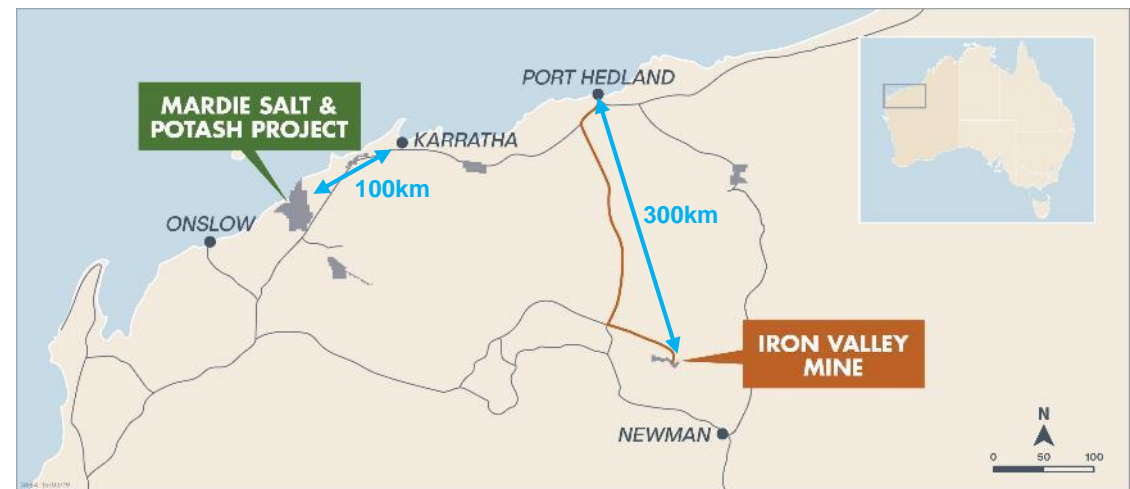 PORT HEDLAND
MARDIE SALT &
POTASH PROJECT
KARRATHA
100km
ONSLOW
300km
IRON VALLEY
MINE
NEWMAN
N
0 50 100